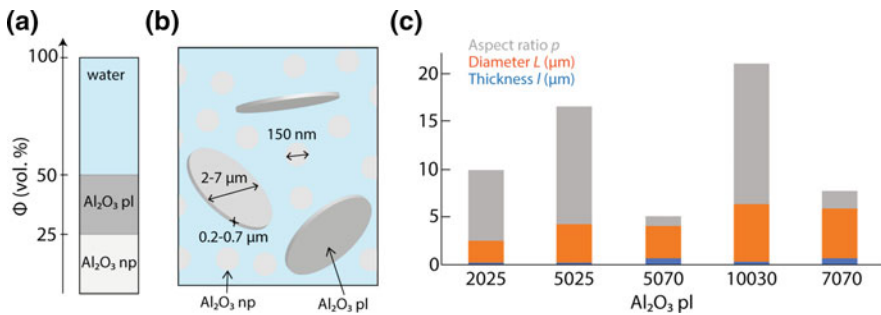 (a)
100
water
50
Al₂O₃ pl
25
Al₂O₃ np
Φ (vol. %)
(b)
150 nm
2-7 µm
0.2-0.7 µm
Al₂O₃ np
Al₂O₃ pl
(c)
Aspect ratio p
Diameter L (µm)
Thickness l (µm)
20
15
10
5
0
2025 5025 5070 10030 7070
Al₂O₃ pl